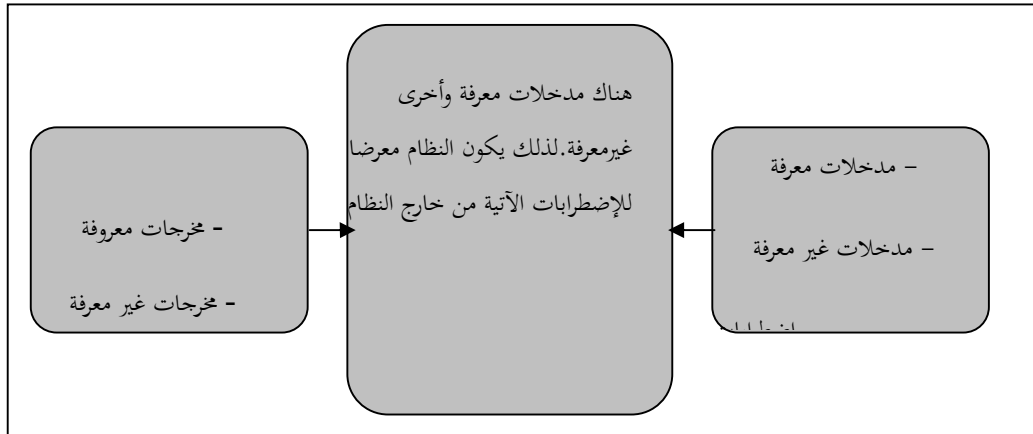 هناك مدخلات معرفة وأخرى
غيرمعرفة.لذلك يكون النظام معرضا
للإضطرابات الآتية من خارج النظام
– مدخلات معرفة
– مدخلات غير معرفة
- مخرجات معروفة
- مخرجات غير معرفة